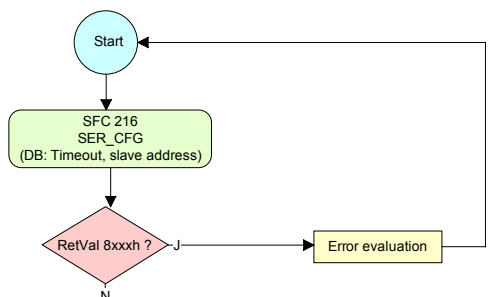 Start
SFC 216
SER_CFG
(DB: Timeout, slave address)
RetVal 8xxxh ?
J
Error evaluation
N